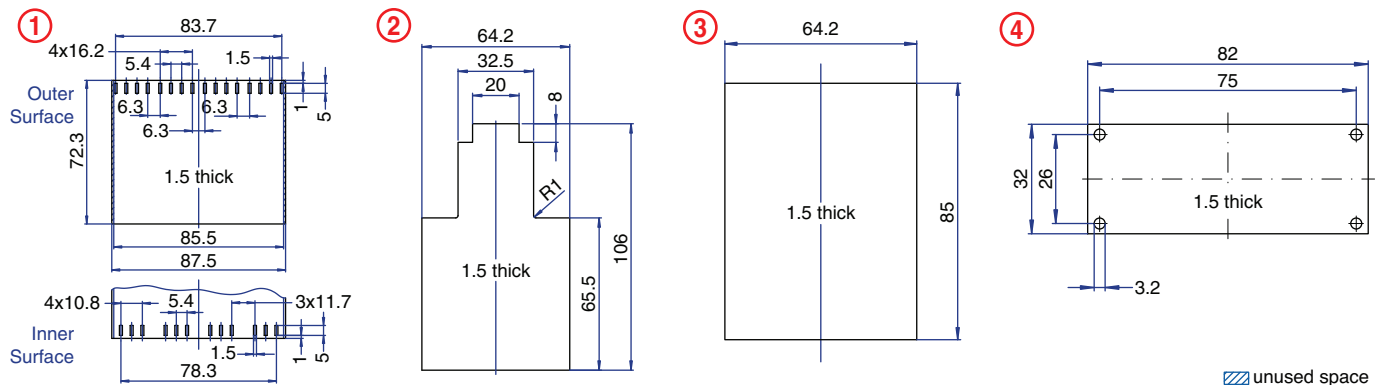 1
83.7
4x16.2
5.4
1.5
Outer
Surface
6.3
6.3
6.3
1
5
72.3
1.5 thick
85.5
87.5
4x10.8
5.4
3x11.7
Inner
Surface
1.5
1
5
78.3
2
64.2
32.5
20
8
R1
1.5 thick
106
65.5
3
64.2
1.5 thick
85
4
82
75
32
26
1.5 thick
3.2
unused space